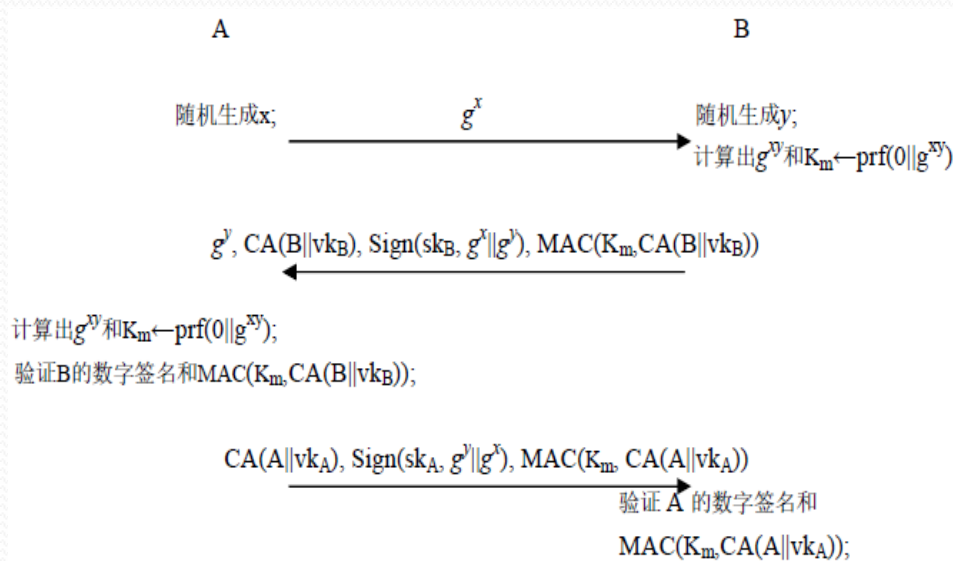 A B
随机生成x; g^x 随机生成y;
计算出g^xy和K_m←prf(0||g^xy)
g^y, CA(B||vk_B), Sign(sk_B, g^x||g^y), MAC(K_m,CA(B||vk_B))
计算出g^xy和K_m←prf(0||g^xy);
验证B的数字签名和MAC(K_m,CA(B||vk_B));
CA(A||vk_A), Sign(sk_A, g^y||g^x), MAC(K_m, CA(A||vk_A))
验证 A 的数字签名和
MAC(K_m,CA(A||vk_A));